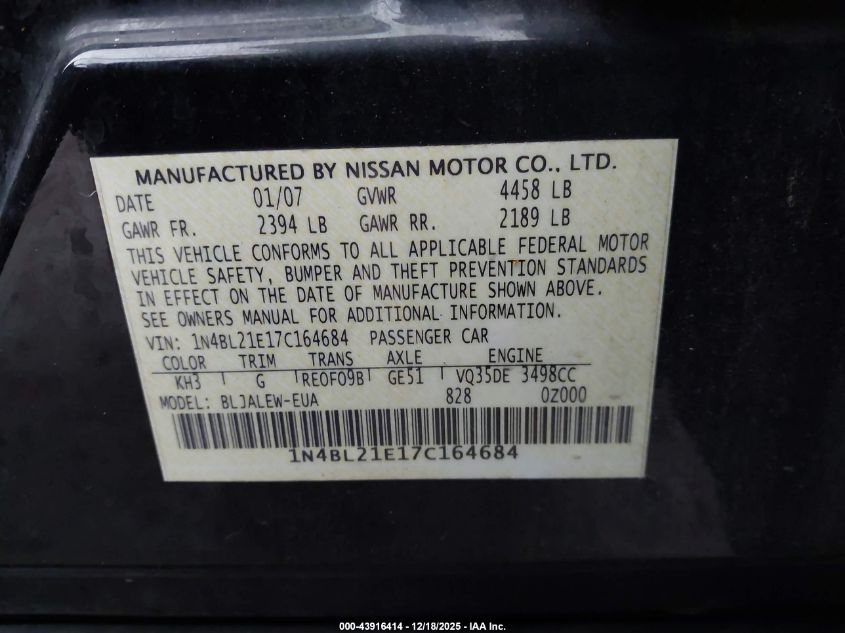 MANUFACTURED BY NISSAN MOTOR CO., LTD.
DATE 01/07 GVWR 4458 LB
GAWR FR. 2394 LB GAWR RR. 2189 LB
THIS VEHICLE CONFORMS TO ALL APPLICABLE FEDERAL MOTOR
VEHICLE SAFETY, BUMPER AND THEFT PREVENTION STANDARDS
IN EFFECT ON THE DATE OF MANUFACTURE SHOWN ABOVE.
SEE OWNERS MANUAL FOR ADDITIONAL INFORMATION.
VIN: 1N4BL21E17C164684 PASSENGER CAR
COLOR TRIM TRANS AXLE ENGINE
KH3 G RE0F09B GE51 VQ35DE 3498CC
MODEL: BLJALEW-EUA 828 0Z000
1N4BL21E17C164684
000-43916414 - 12/18/2025 - IAA Inc.